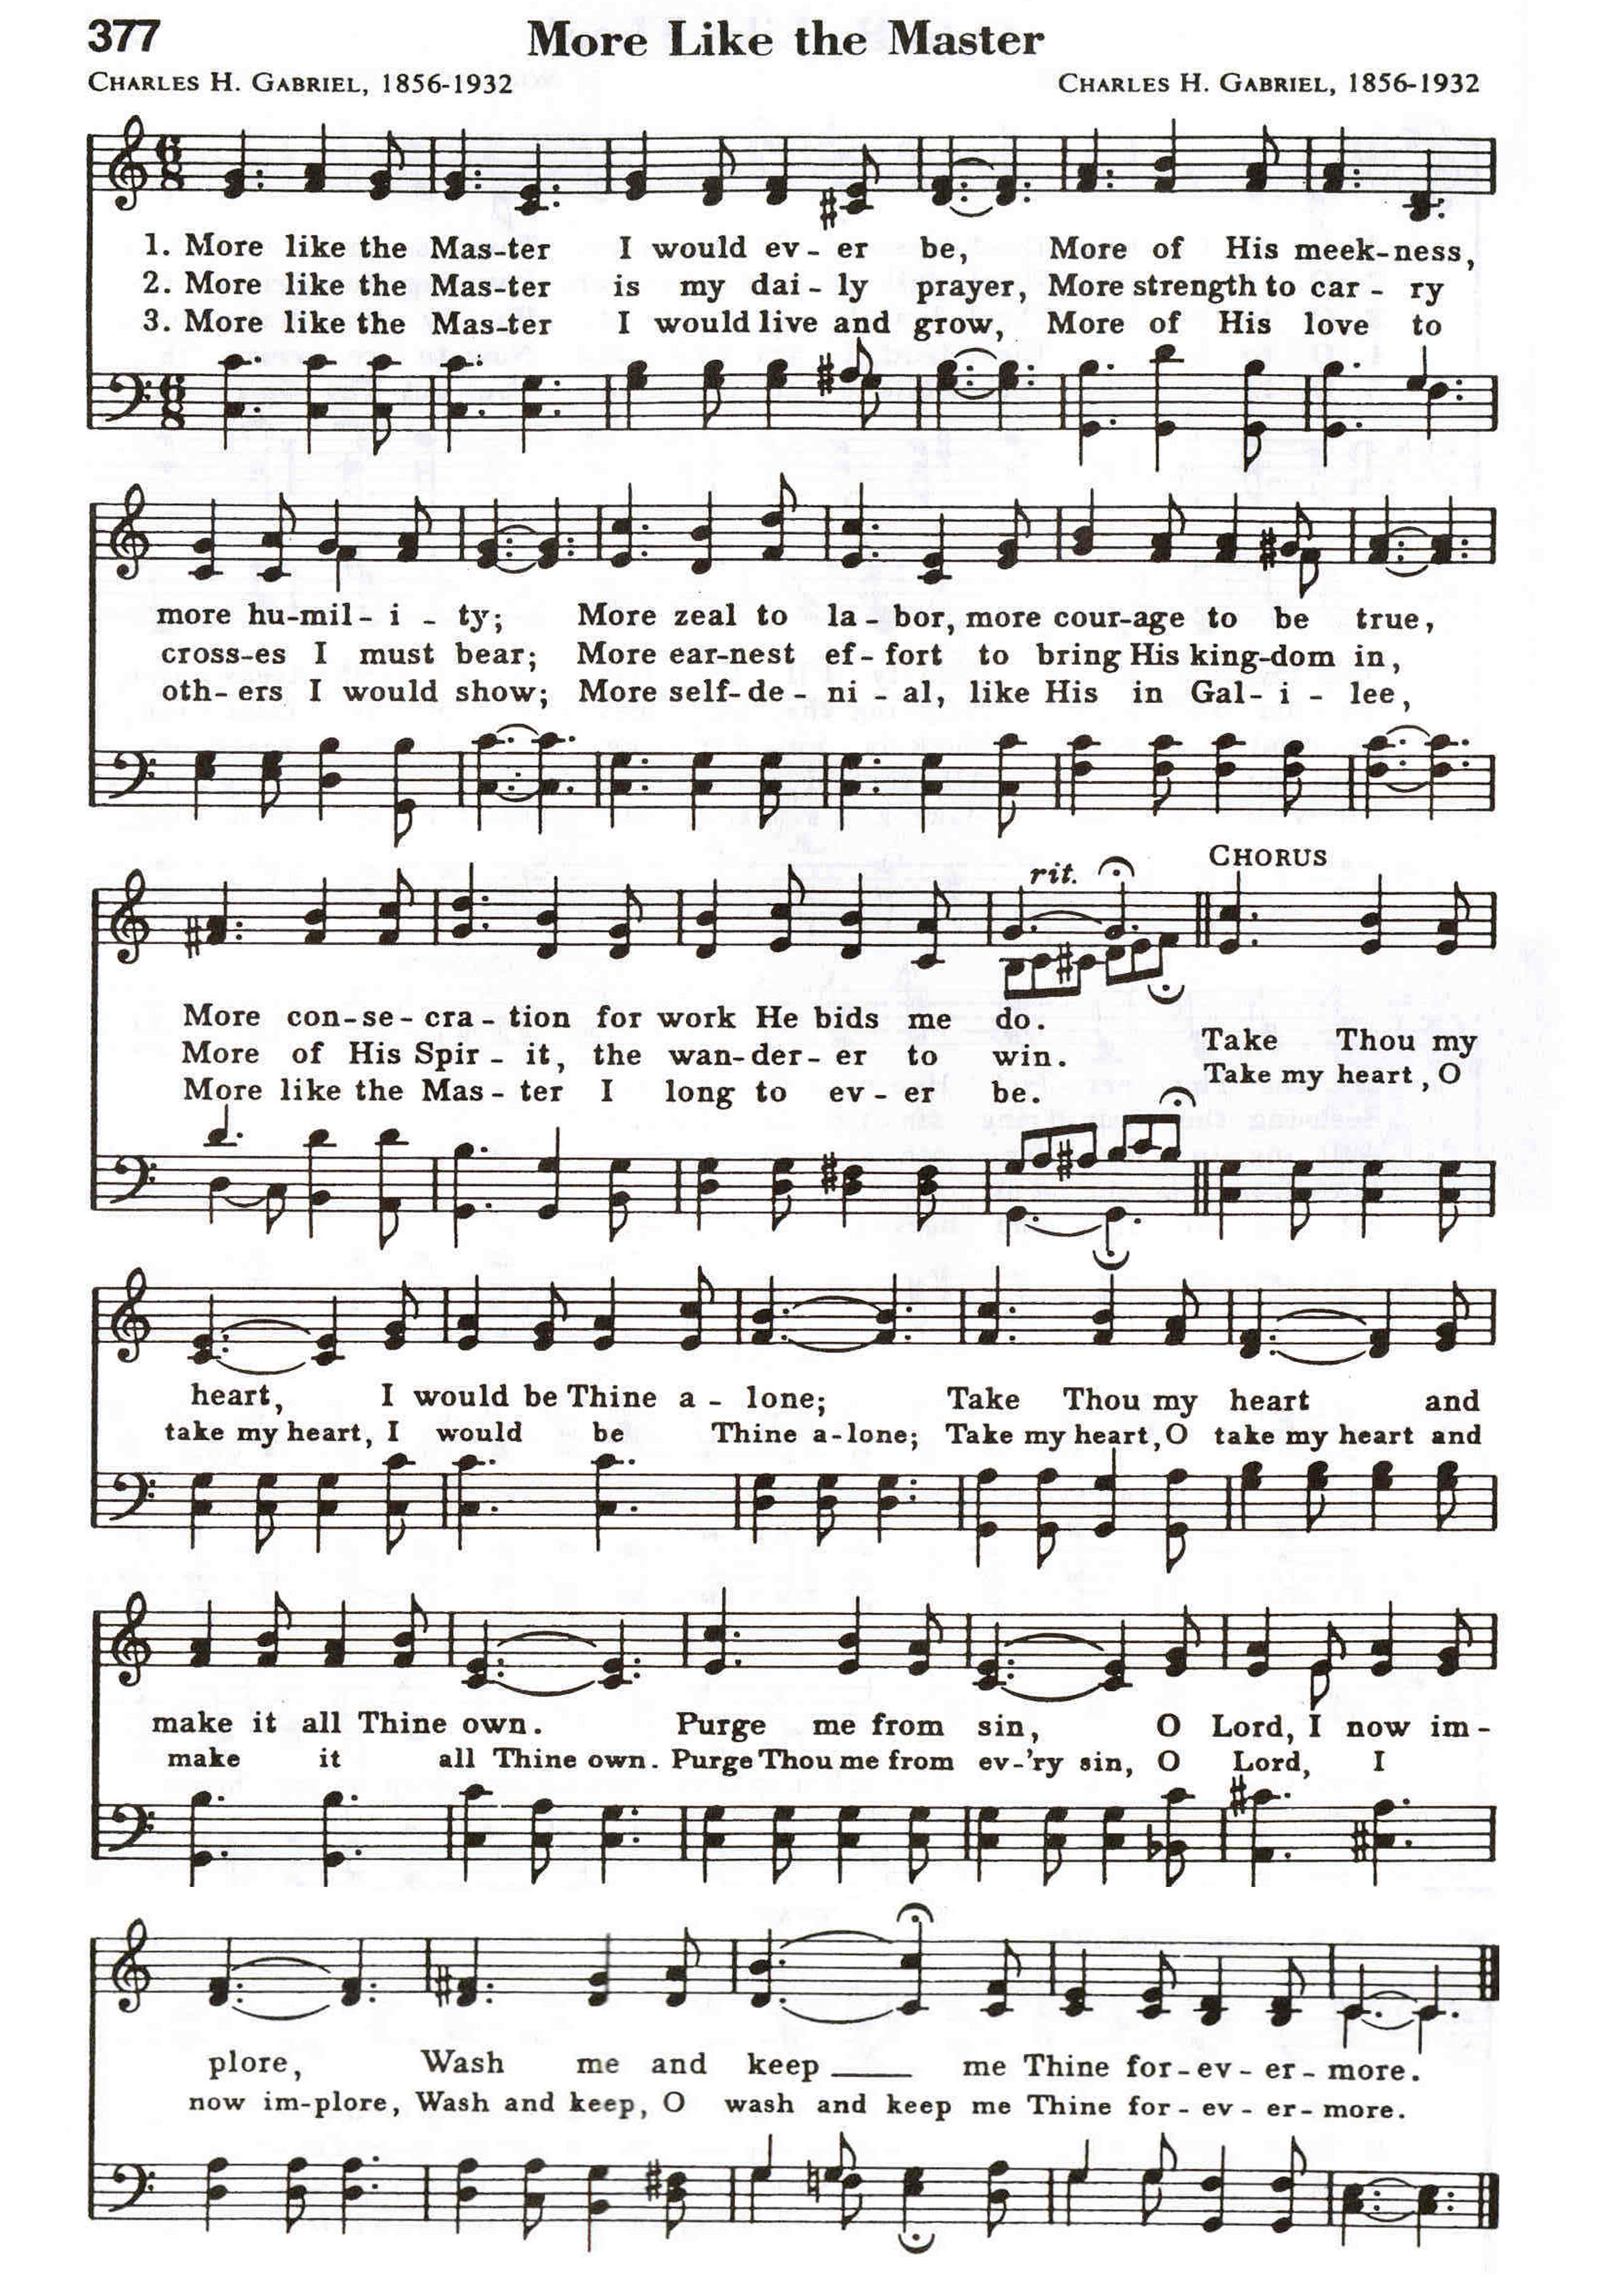 377
More Like the Master
CHARLES H. GABRIEL, 1856-1932
CHARLES H. GABRIEL, 1856-1932
1. More like the Mas-ter I would ev - er be, More of His meek-ness,
2. More like the Mas-ter is my dai - ly prayer, More strength to car - ry
3. More like the Mas-ter I would live and grow, More of His love to
more hu-mil - i - ty; More zeal to la - bor, more cour-age to be true,
cross-es I must bear; More ear-nest ef - fort to bring His king-dom in,
oth- ers I would show; More self- de - ni - al, like His in Gal - i - lee,
rit.
CHORUS
More con-se-cra-tion for work He bids me do.
More of His Spir - it, the wan-der- er to win.
More like the Mas - ter I long to ev - er be.
Take Thou my
Take my heart, O
heart, I would be Thine a - lone; Take Thou my heart and
take my heart, I would be Thine a-lone; Take my heart, O take my heart and
make it all Thine own. Purge me from sin, O Lord, I now im -
make it all Thine own. Purge Thou me from ev-'ry sin, O Lord, I
plore, Wash me and keep ____ me Thine for-ev - er - more.
now im-plore, Wash and keep, O wash and keep me Thine for - ev - er- more.